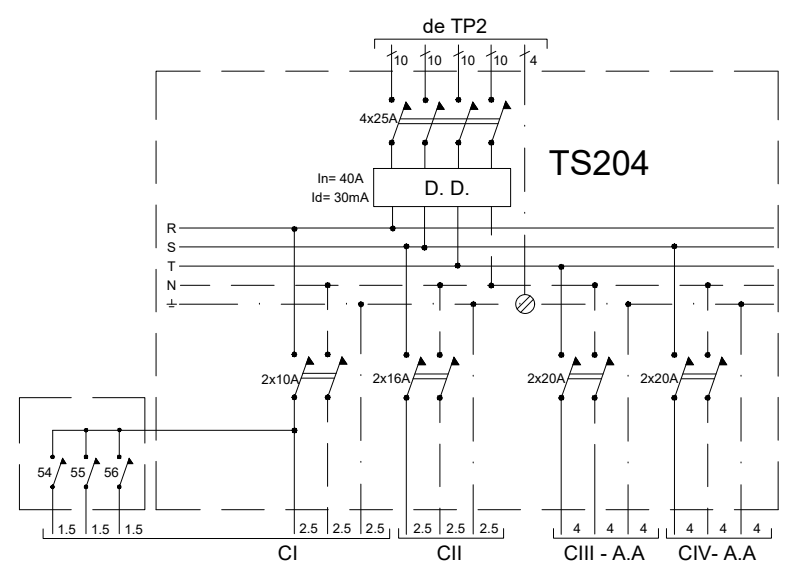 de TP2
10 10 10 10 4
4x25A
TS204
In= 40A
Id= 30mA
D. D.
R
S
T
N
2x10A 2x16A 2x20A 2x20A
54 55 56
1.5 1.5 1.5 2.5 2.5 2.5 2.5 2.5 2.5 4 4 4 4 4 4
CI CII CIII - A.A CIV- A.A